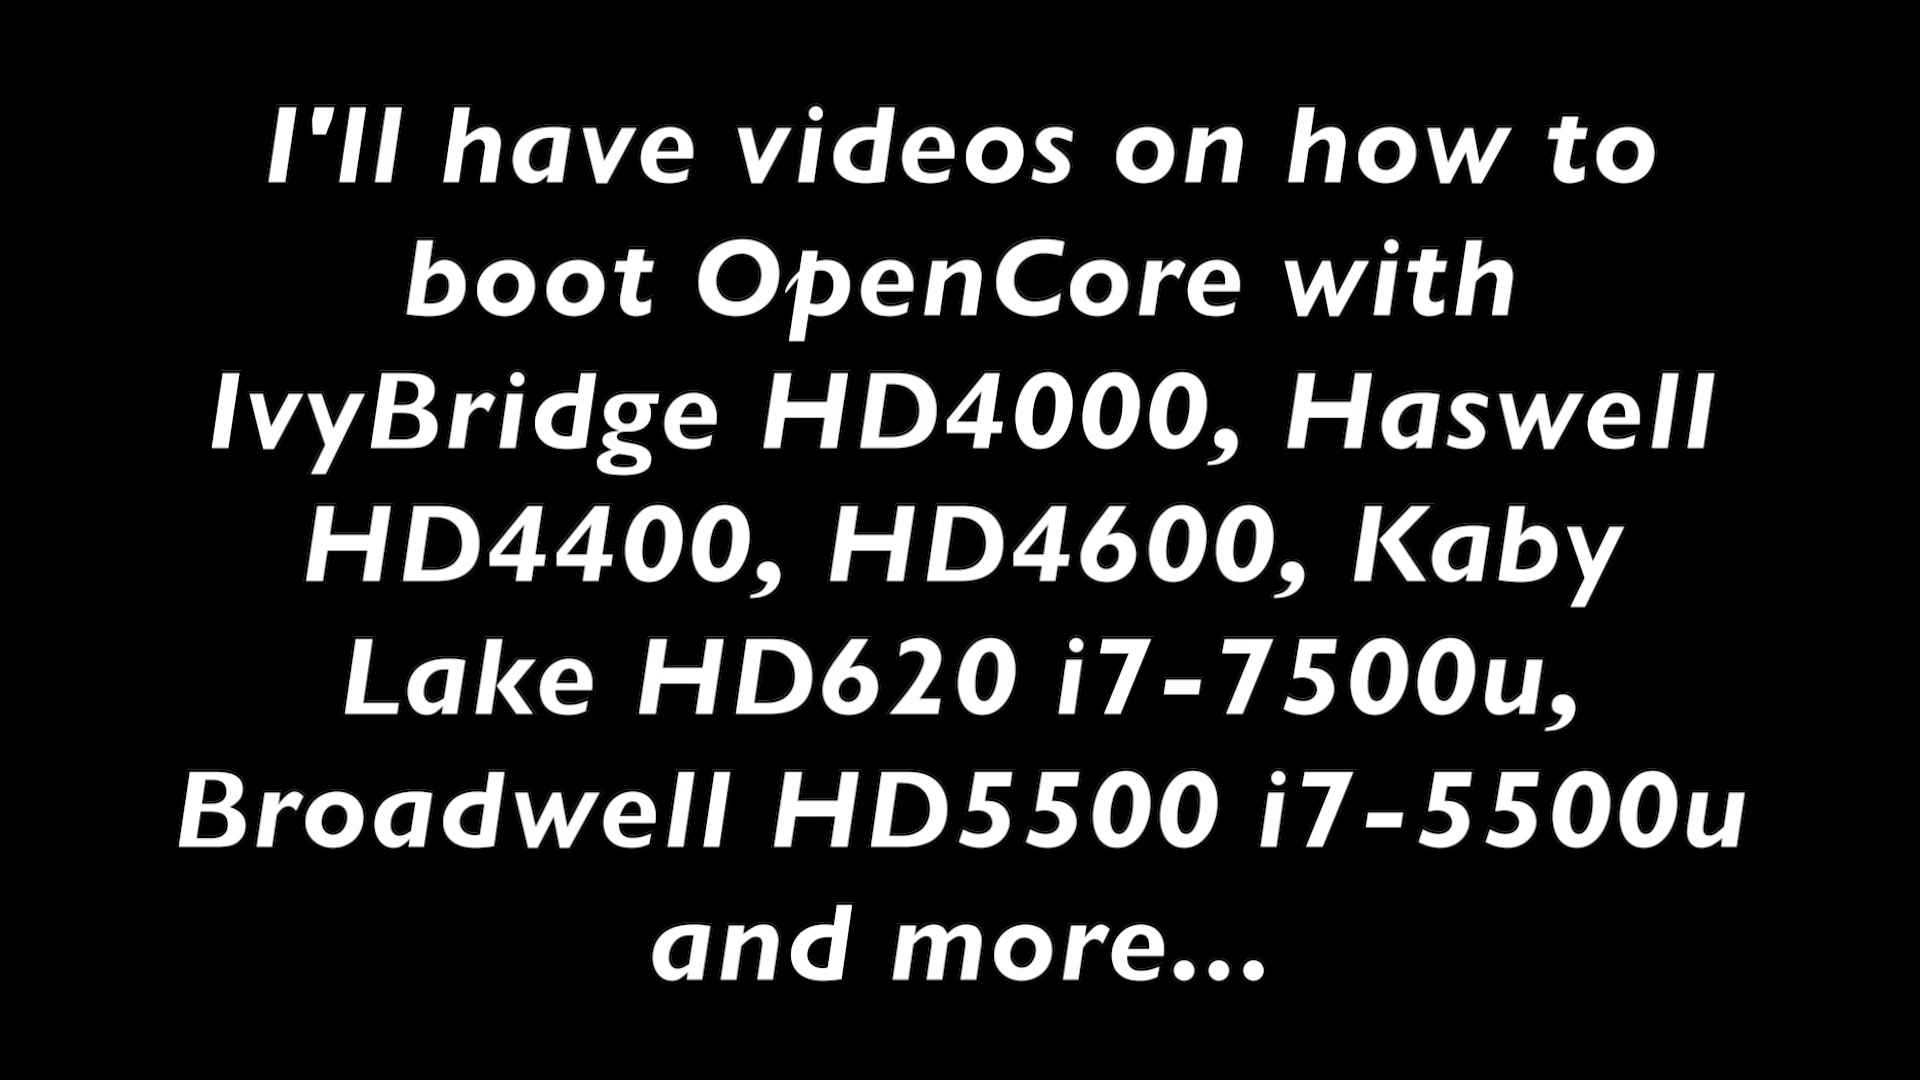 I'll have videos on how to
boot OpenCore with
IvyBridge HD4000, Haswell
HD4400, HD4600, Kaby
Lake HD620 i7-7500u,
Broadwell HD5500 i7-5500u
and more...